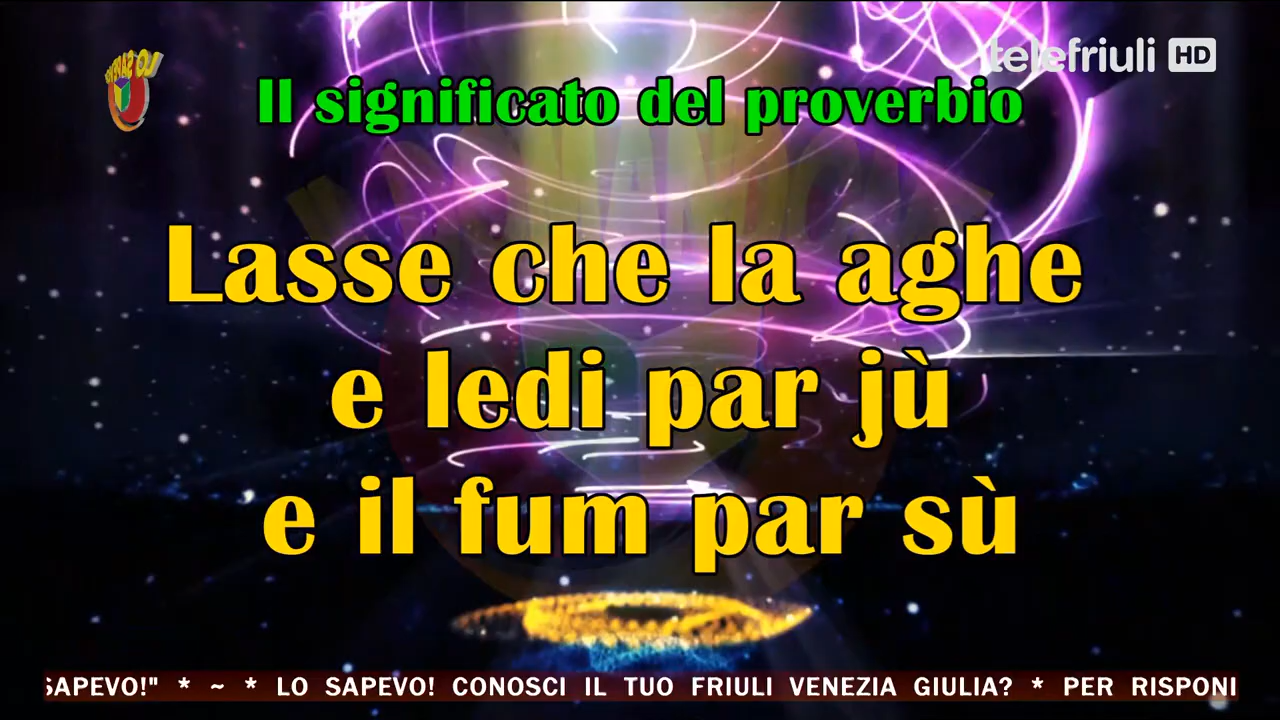 telefriuli HD
Il significato del proverbio
Lasse che la aghe
e ledi par jù
e il fum par sù
SAPEVO!" * ~ * LO SAPEVO! CONOSCI IL TUO FRIULI VENEZIA GIULIA? * PER RISPONI